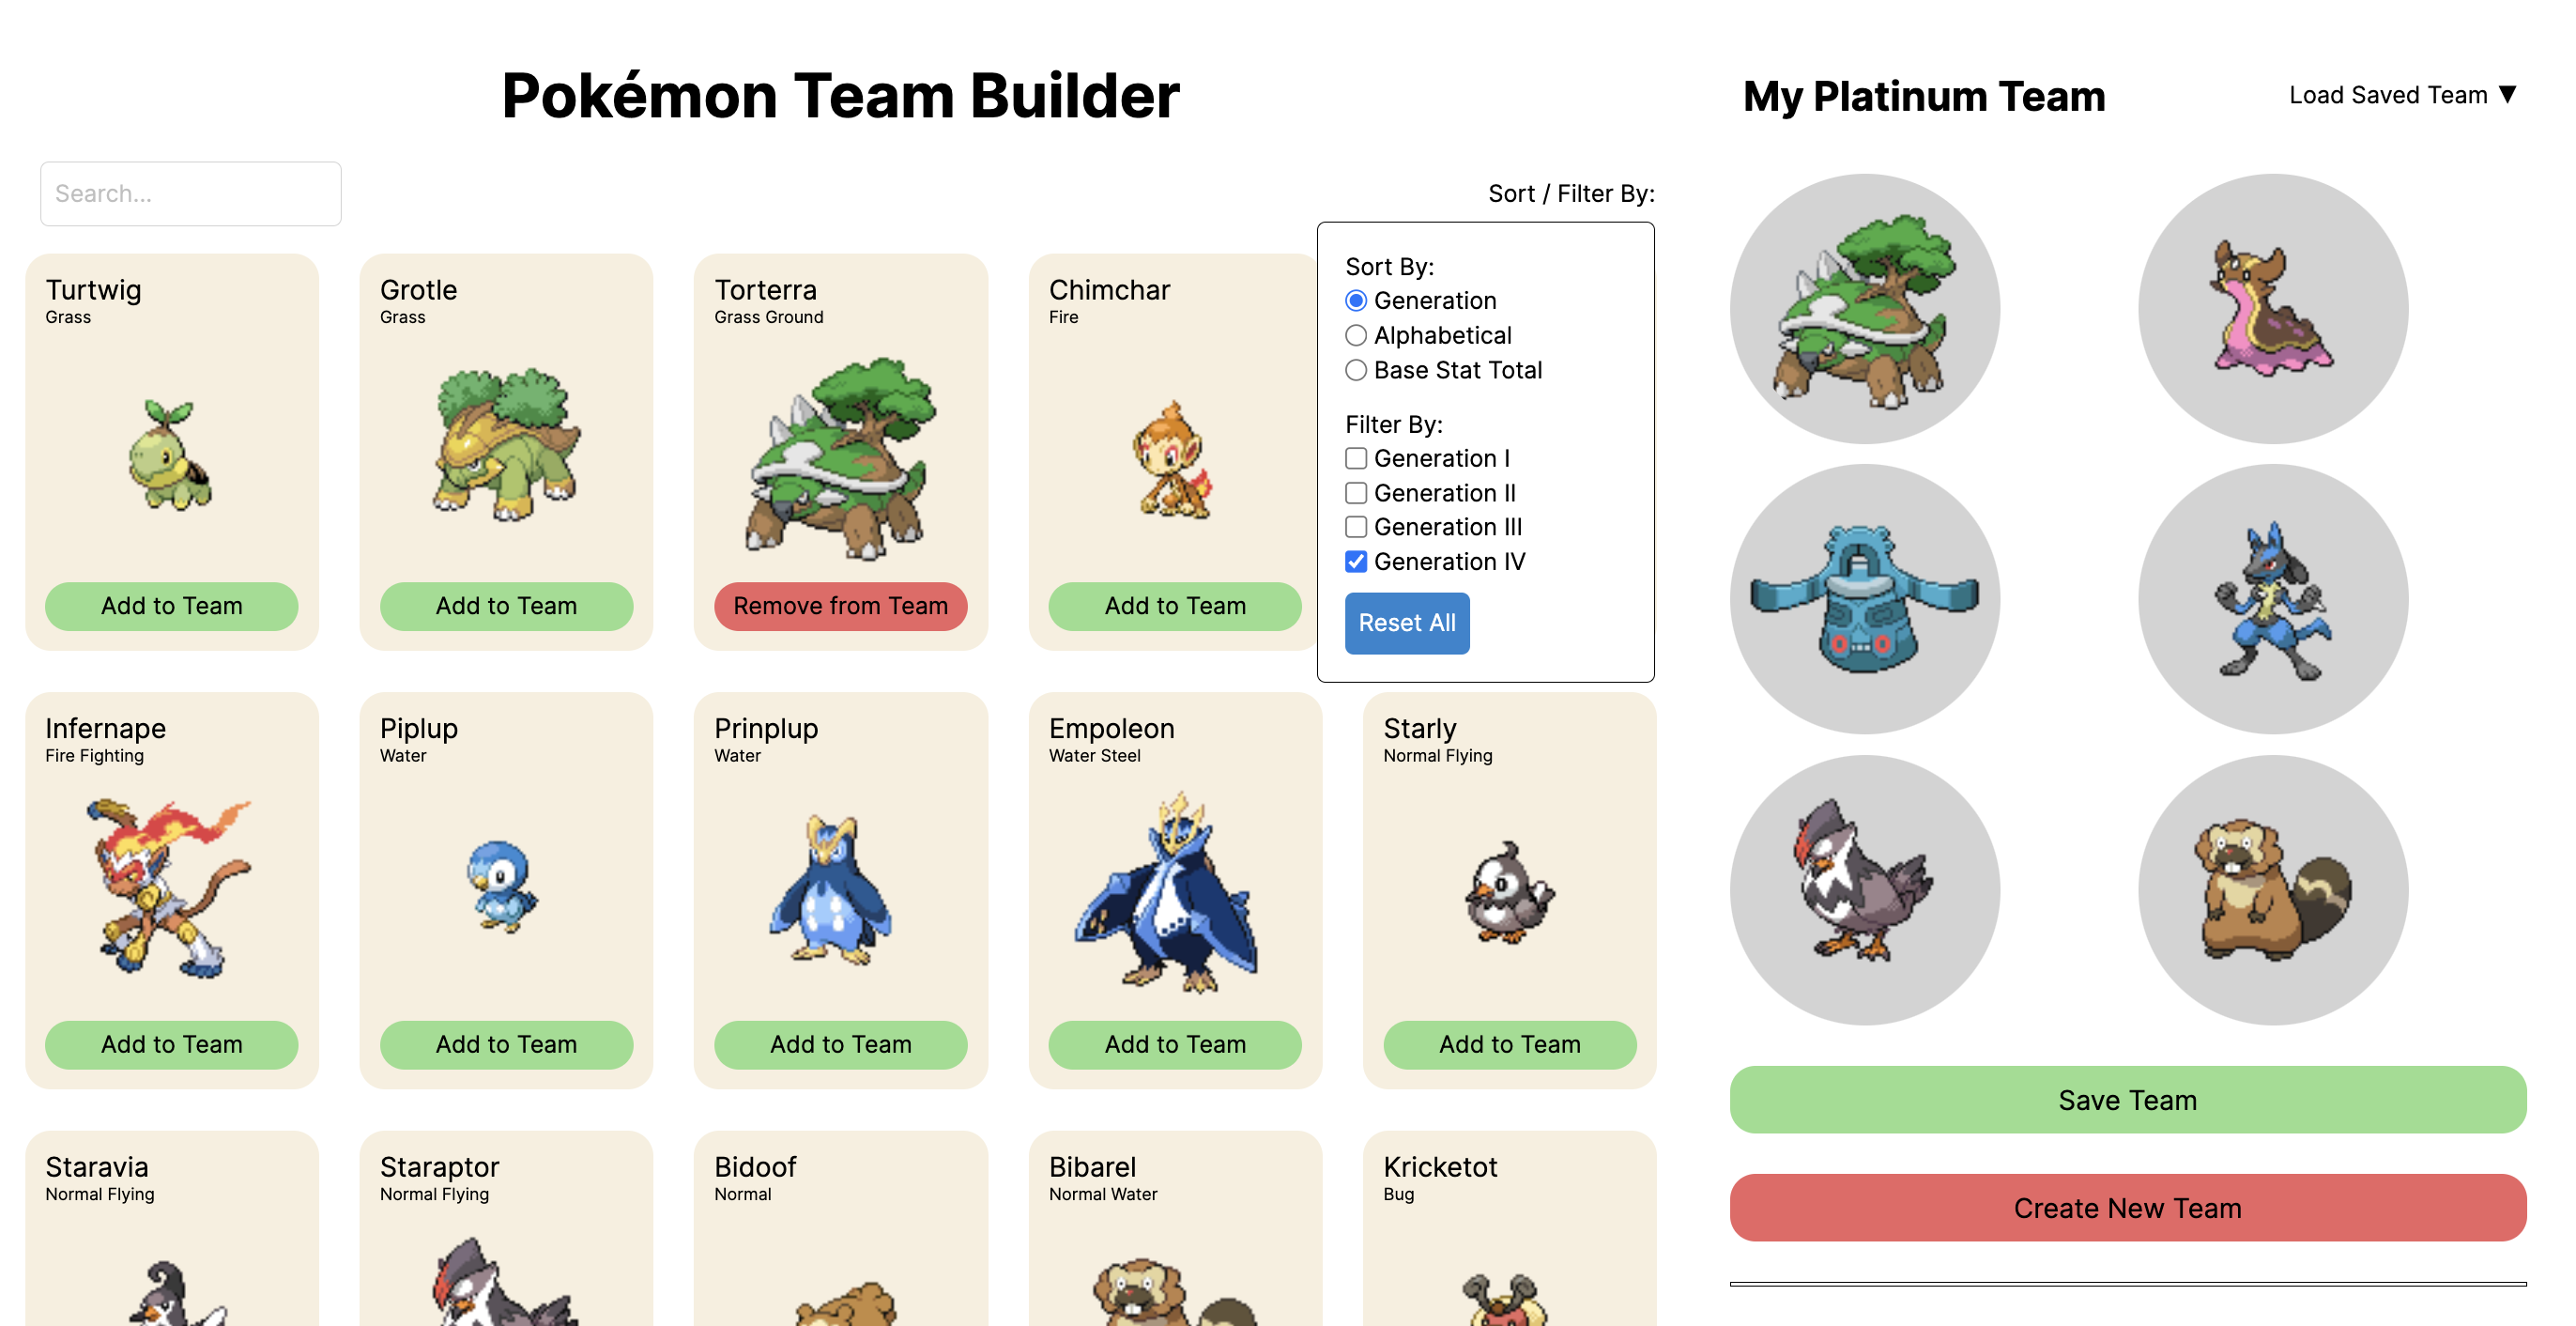 Pokémon Team Builder
Search...
Sort / Filter By:
Sort By:
Generation
Alphabetical
Base Stat Total
Filter By:
Generation I
Generation II
Generation III
Generation IV
Reset All
Turtwig
Grass
Add to Team
Grotle
Grass
Add to Team
Torterra
Grass Ground
Remove from Team
Chimchar
Fire
Add to Team
Infernape
Fire Fighting
Add to Team
Piplup
Water
Add to Team
Prinplup
Water
Add to Team
Empoleon
Water Steel
Add to Team
Starly
Normal Flying
Add to Team
Staravia
Normal Flying
Staraptor
Normal Flying
Bidoof
Normal
Bibarel
Normal Water
Kricketot
Bug
My Platinum Team
Load Saved Team ▼
Save Team
Create New Team